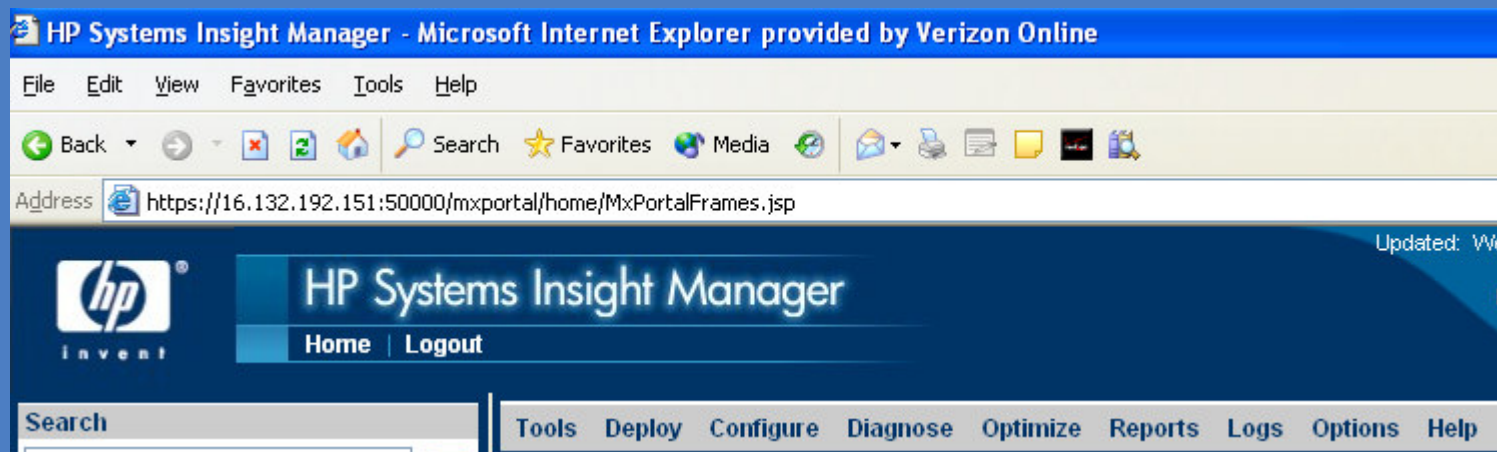 HP Systems Insight Manager - Microsoft Internet Explorer provided by Verizon Online
File Edit View Favorites Tools Help
Back Search Favorites Media
Address https://16.132.192.151:50000/mxportal/home/MxPortalFrames.jsp
Updated:
hp ®
invent
HP Systems Insight Manager
Home | Logout
Search
Tools Deploy Configure Diagnose Optimize Reports Logs Options Help